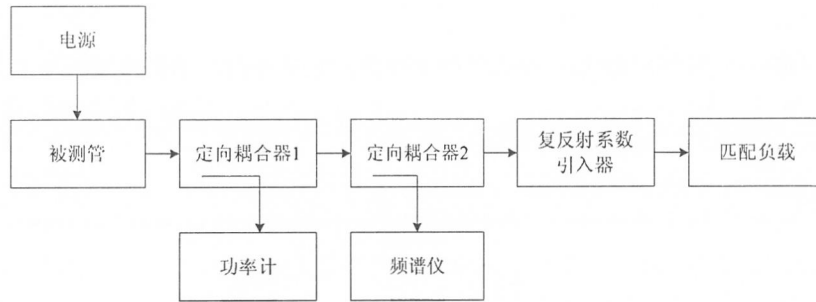 电源
被测管
定向耦合器1
定向耦合器2
复反射系数
引入器
匹配负载
功率计
频谱仪